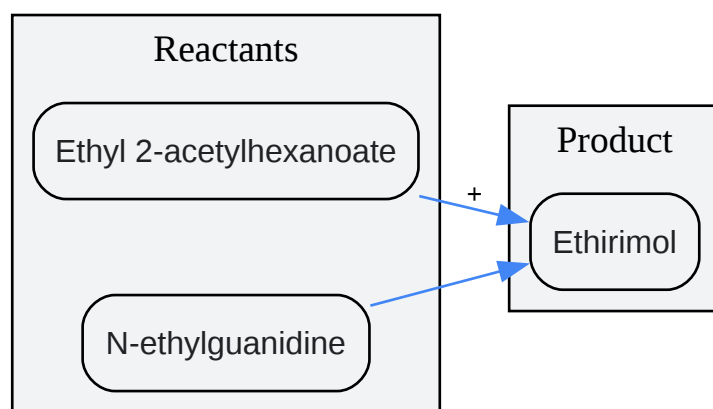 Reactants
Ethyl 2-acetylhexanoate
N-ethylguanidine
+
Product
Ethirimol